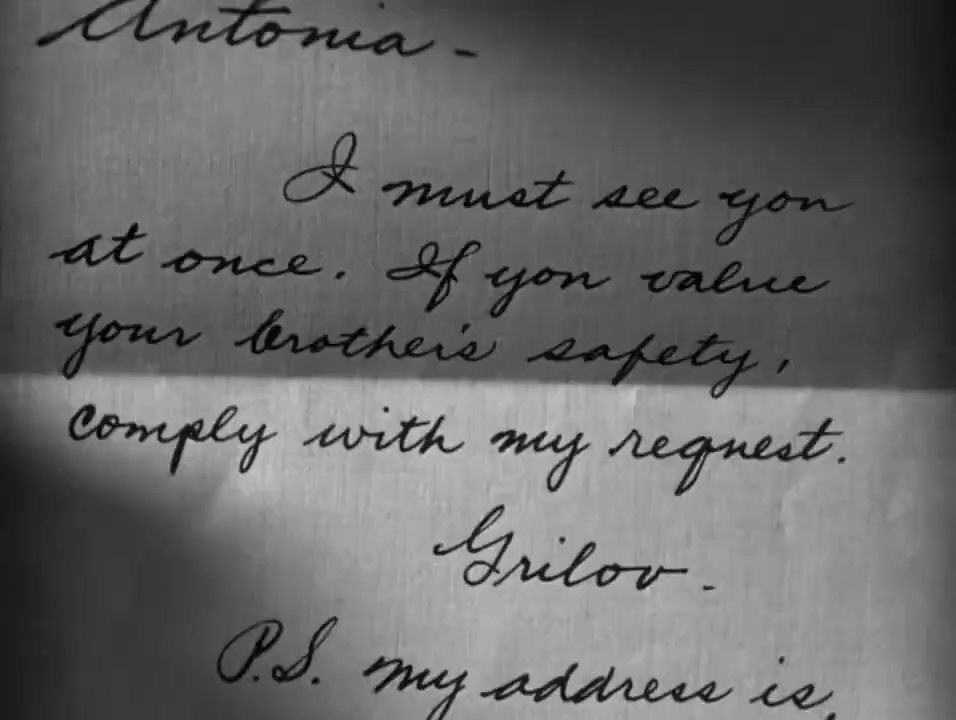 Antonia -
I must see you
at once. If you value
your brother's safety,
comply with my request.
Grilov.
P.S. my address is,